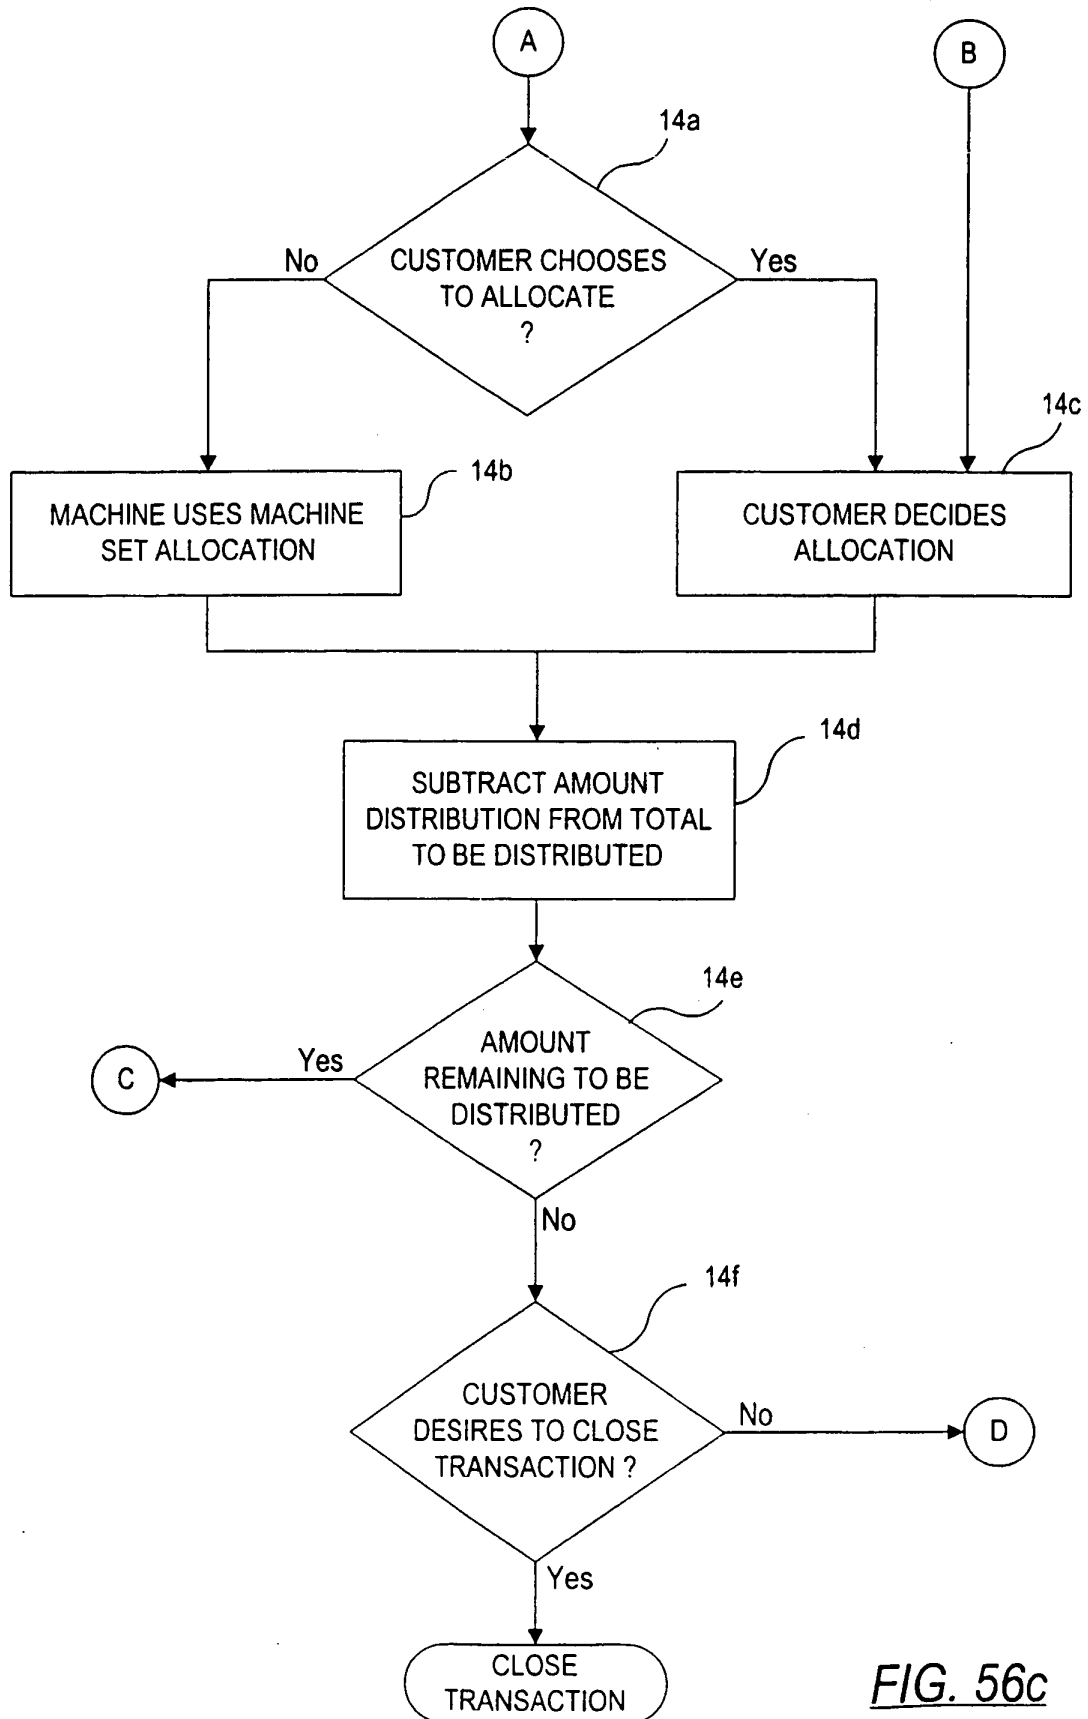 A
B
14a
No
CUSTOMER CHOOSES
TO ALLOCATE
?
Yes
14c
14b
MACHINE USES MACHINE
SET ALLOCATION
CUSTOMER DECIDES
ALLOCATION
14d
SUBTRACT AMOUNT
DISTRIBUTION FROM TOTAL
TO BE DISTRIBUTED
14e
C
Yes
AMOUNT
REMAINING TO BE
DISTRIBUTED
?
No
14f
CUSTOMER
DESIRES TO CLOSE
TRANSACTION ?
No
D
Yes
CLOSE
TRANSACTION
FIG. 56c